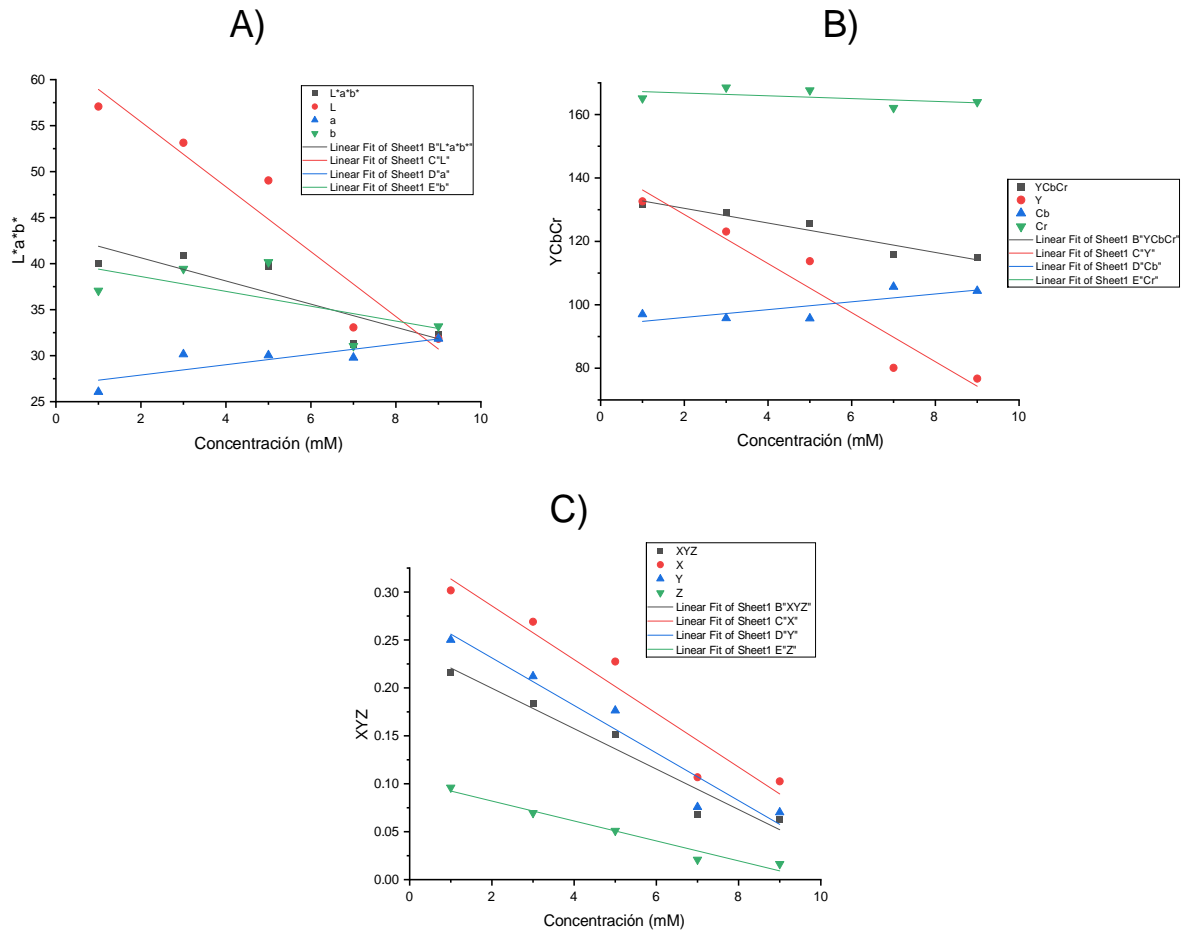 A)
L*a*b*
60
55
50
45
40
35
30
25
0
2
4
6
8
10
Concentración (mM)
L*a*b*
L
a
b
Linear Fit of Sheet1 B"L*a*b*"
Linear Fit of Sheet1 C"L"
Linear Fit of Sheet1 D"a"
Linear Fit of Sheet1 E"b"
B)
YCbCr
160
140
120
100
80
0
2
4
6
8
10
Concentración (mM)
YCbCr
Y
Cb
Cr
Linear Fit of Sheet1 B"YCbCr"
Linear Fit of Sheet1 C"Y"
Linear Fit of Sheet1 D"Cb"
Linear Fit of Sheet1 E"Cr"
C)
XYZ
0.30
0.25
0.20
0.15
0.10
0.05
0.00
0
2
4
6
8
10
Concentración (mM)
XYZ
X
Y
Z
Linear Fit of Sheet1 B"XYZ"
Linear Fit of Sheet1 C"X"
Linear Fit of Sheet1 D"Y"
Linear Fit of Sheet1 E"Z"